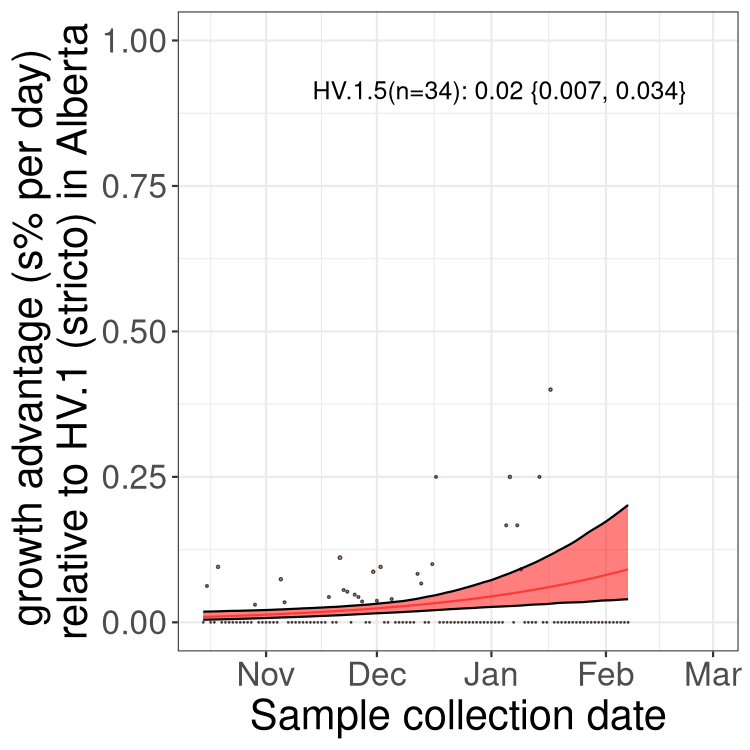 growth advantage (s% per day)
relative to HV.1 (stricto) in Alberta
1.00
0.75
0.50
0.25
0.00
HV.1.5(n=34): 0.02 {0.007, 0.034}
Nov Dec Jan Feb Mar
Sample collection date